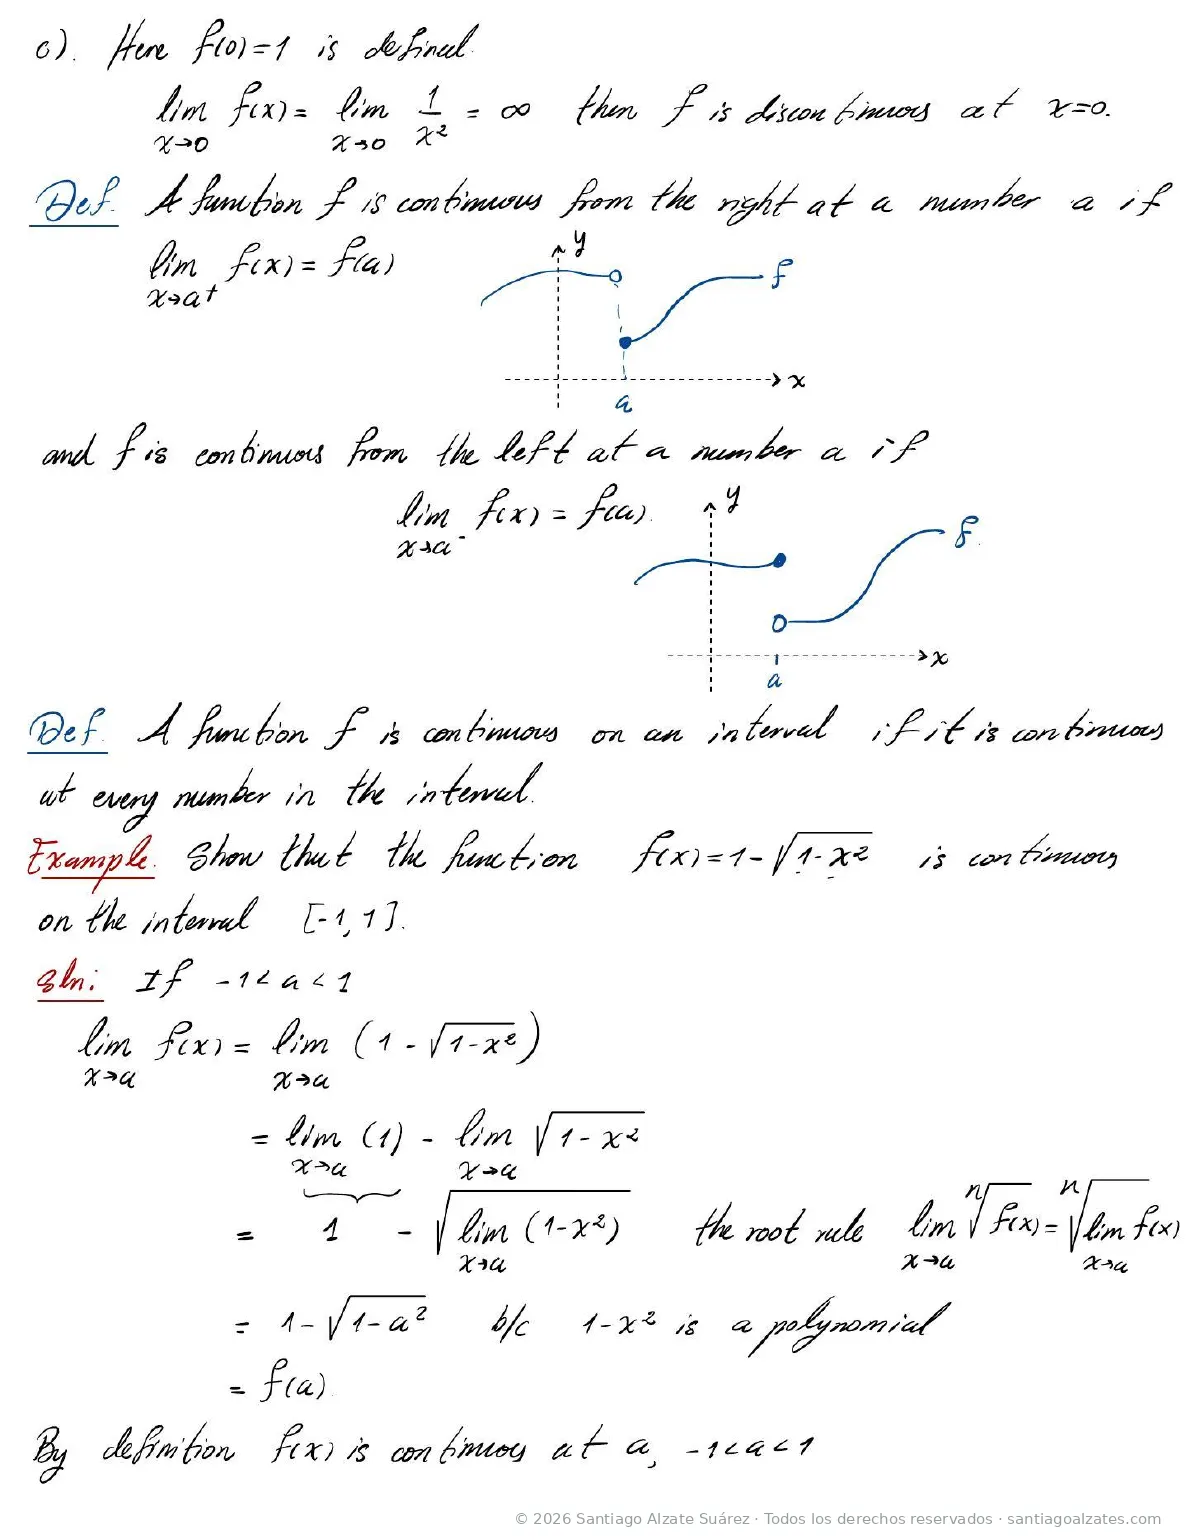 c). Here f(0)=1 is defined.
lim x→0 f(x) = lim x→0 1/x² = ∞ then f is discontinuous at x=0.
Def. A function f is continuous from the right at a number a if
lim x→a⁺ f(x) = f(a)
y
f
x
a
and f is continuous from the left at a number a if
lim x→a⁻ f(x) = f(a).
y
f.
x
a
Def. A function f is continuous on an interval if it is continuous
at every number in the interval.
Example. Show that the function f(x)=1-√(1-x²) is continuous
on the interval [-1,1].
Sln: If -1< a < 1
lim x→a f(x) = lim x→a (1 - √(1-x²))
= lim x→a (1) - lim x→a √(1-x²)
= 1 - √(lim x→a (1-x²)) the root rule lim x→a ⁿ√f(x) = ⁿ√(lim x→a f(x))
= 1-√(1-a²) b/c 1-x² is a polynomial
= f(a).
By definition f(x) is continuous at a, -1<a<1
© 2026 Santiago Alzate Suárez · Todos los derechos reservados · santiagoalzates.com